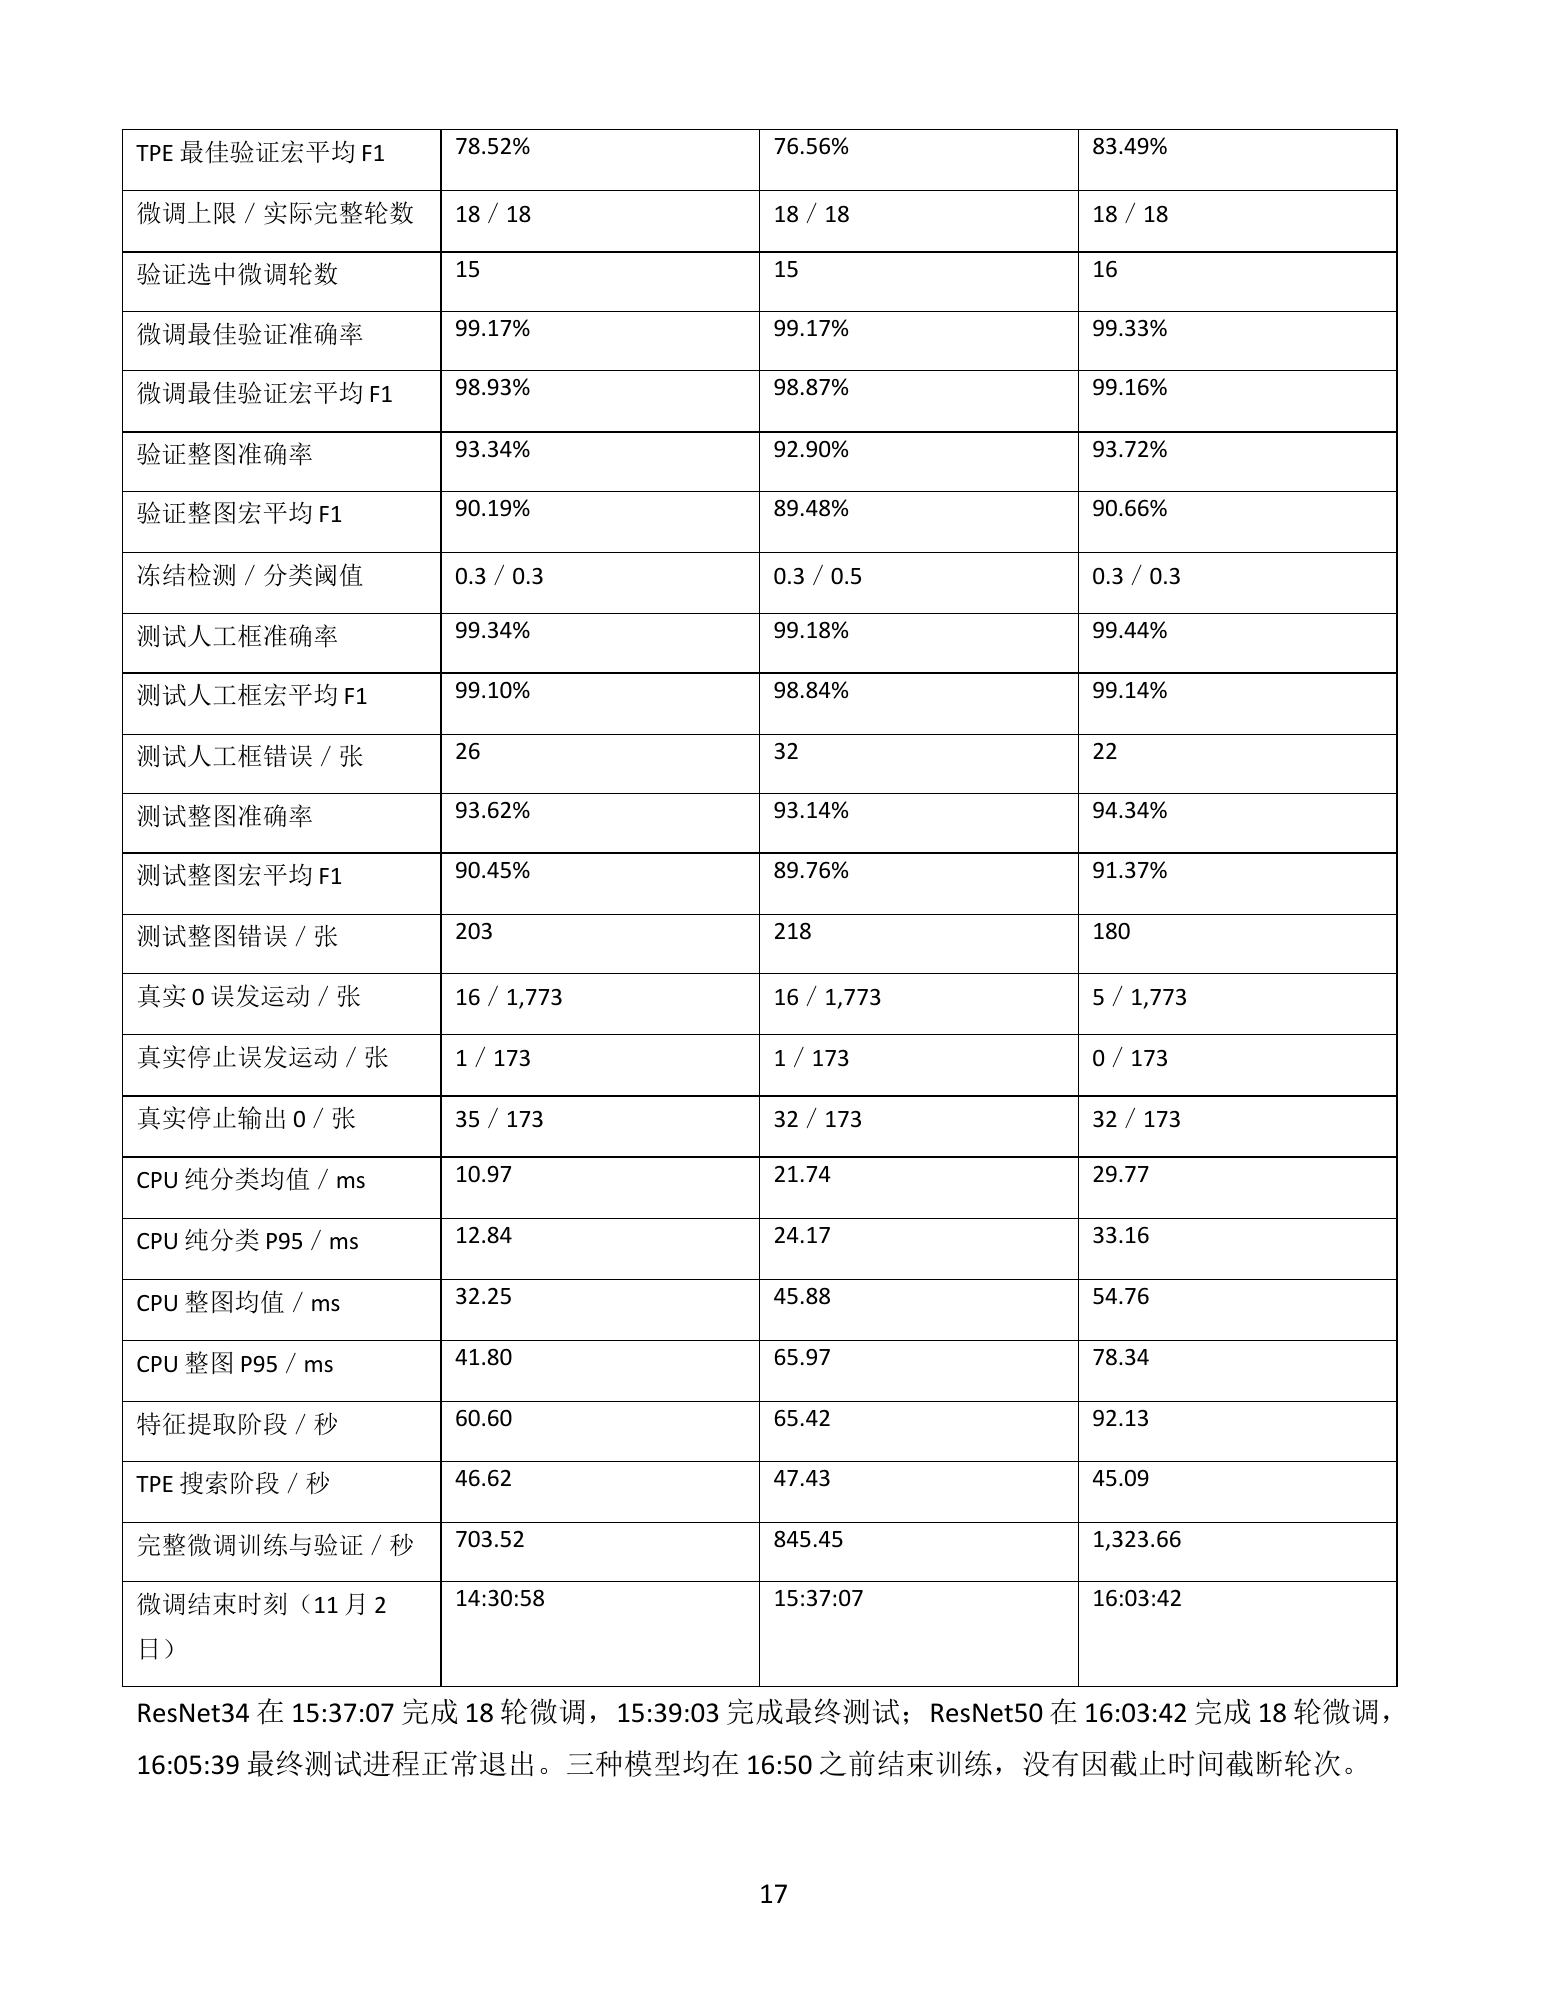 TPE 最佳验证宏平均 F1 78.52% 76.56% 83.49%
微调上限／实际完整轮数 18／18 18／18 18／18
验证选中微调轮数 15 15 16
微调最佳验证准确率 99.17% 99.17% 99.33%
微调最佳验证宏平均 F1 98.93% 98.87% 99.16%
验证整图准确率 93.34% 92.90% 93.72%
验证整图宏平均 F1 90.19% 89.48% 90.66%
冻结检测／分类阈值 0.3／0.3 0.3／0.5 0.3／0.3
测试人工框准确率 99.34% 99.18% 99.44%
测试人工框宏平均 F1 99.10% 98.84% 99.14%
测试人工框错误／张 26 32 22
测试整图准确率 93.62% 93.14% 94.34%
测试整图宏平均 F1 90.45% 89.76% 91.37%
测试整图错误／张 203 218 180
真实 0 误发运动／张 16／1,773 16／1,773 5／1,773
真实停止误发运动／张 1／173 1／173 0／173
真实停止输出 0／张 35／173 32／173 32／173
CPU 纯分类均值／ms 10.97 21.74 29.77
CPU 纯分类 P95／ms 12.84 24.17 33.16
CPU 整图均值／ms 32.25 45.88 54.76
CPU 整图 P95／ms 41.80 65.97 78.34
特征提取阶段／秒 60.60 65.42 92.13
TPE 搜索阶段／秒 46.62 47.43 45.09
完整微调训练与验证／秒 703.52 845.45 1,323.66
微调结束时刻（11 月 2 14:30:58 15:37:07 16:03:42
日）
ResNet34 在 15:37:07 完成 18 轮微调，15:39:03 完成最终测试；ResNet50 在 16:03:42 完成 18 轮微调，
16:05:39 最终测试进程正常退出。三种模型均在 16:50 之前结束训练，没有因截止时间截断轮次。
17